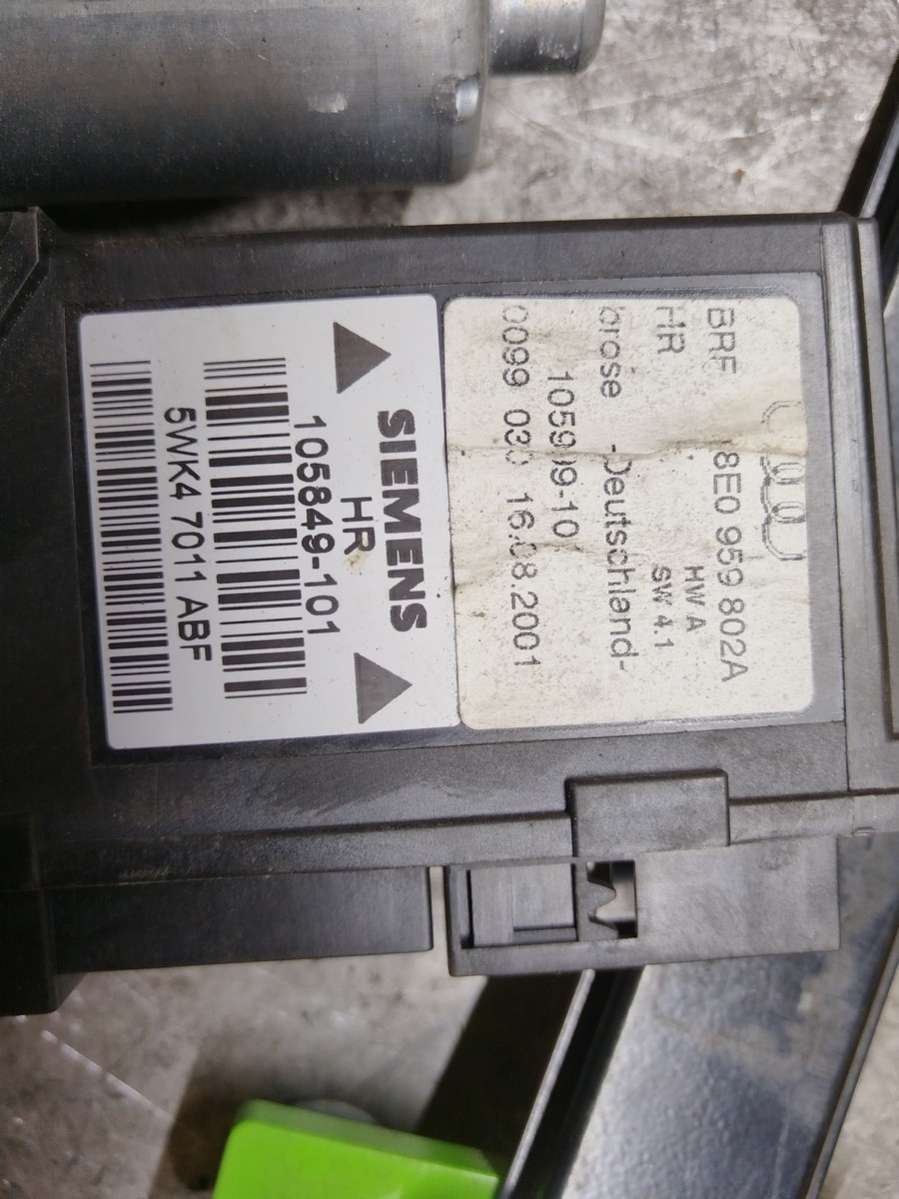 BRF 8E0 959 802A
HW A
HR SW 4.1
brose -Deutschland-
0099 16.08.2001
SIEMENS
HR
105849-101
5WK4 7011 ABF